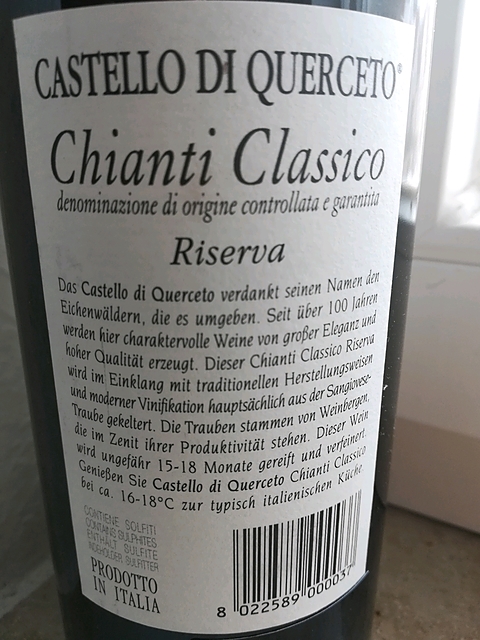 CASTELLO DI QUERCETO®
Chianti Classico
denominazione di origine controllata e garantita
Riserva
Das Castello di Querceto verdankt seinen Namen den
Eichenwäldern, die es umgeben. Seit über 100 Jahren
werden hier charaktervolle Weine von großer Eleganz und
hoher Qualität erzeugt. Dieser Chianti Classico Riserva
wird im Einklang mit traditionellen Herstellungsweisen
und moderner Vinifikation hauptsächlich aus der Sangiovese-
Traube gekeltert. Die Trauben stammen von Weinbergen,
die im Zenit ihrer Produktivität stehen. Dieser Wein
wird ungefähr 15-18 Monate gereift und verfeinert.
Genießen Sie Castello di Querceto Chianti Classico
bei ca. 16-18°C zur typisch italienischen Küche.
CONTIENE SOLFITI
CONTAINS SULPHITES
ENTHÄLT SULFITE
INDEHOLDER SULFITTER
PRODOTTO
IN ITALIA
8 022589 000037